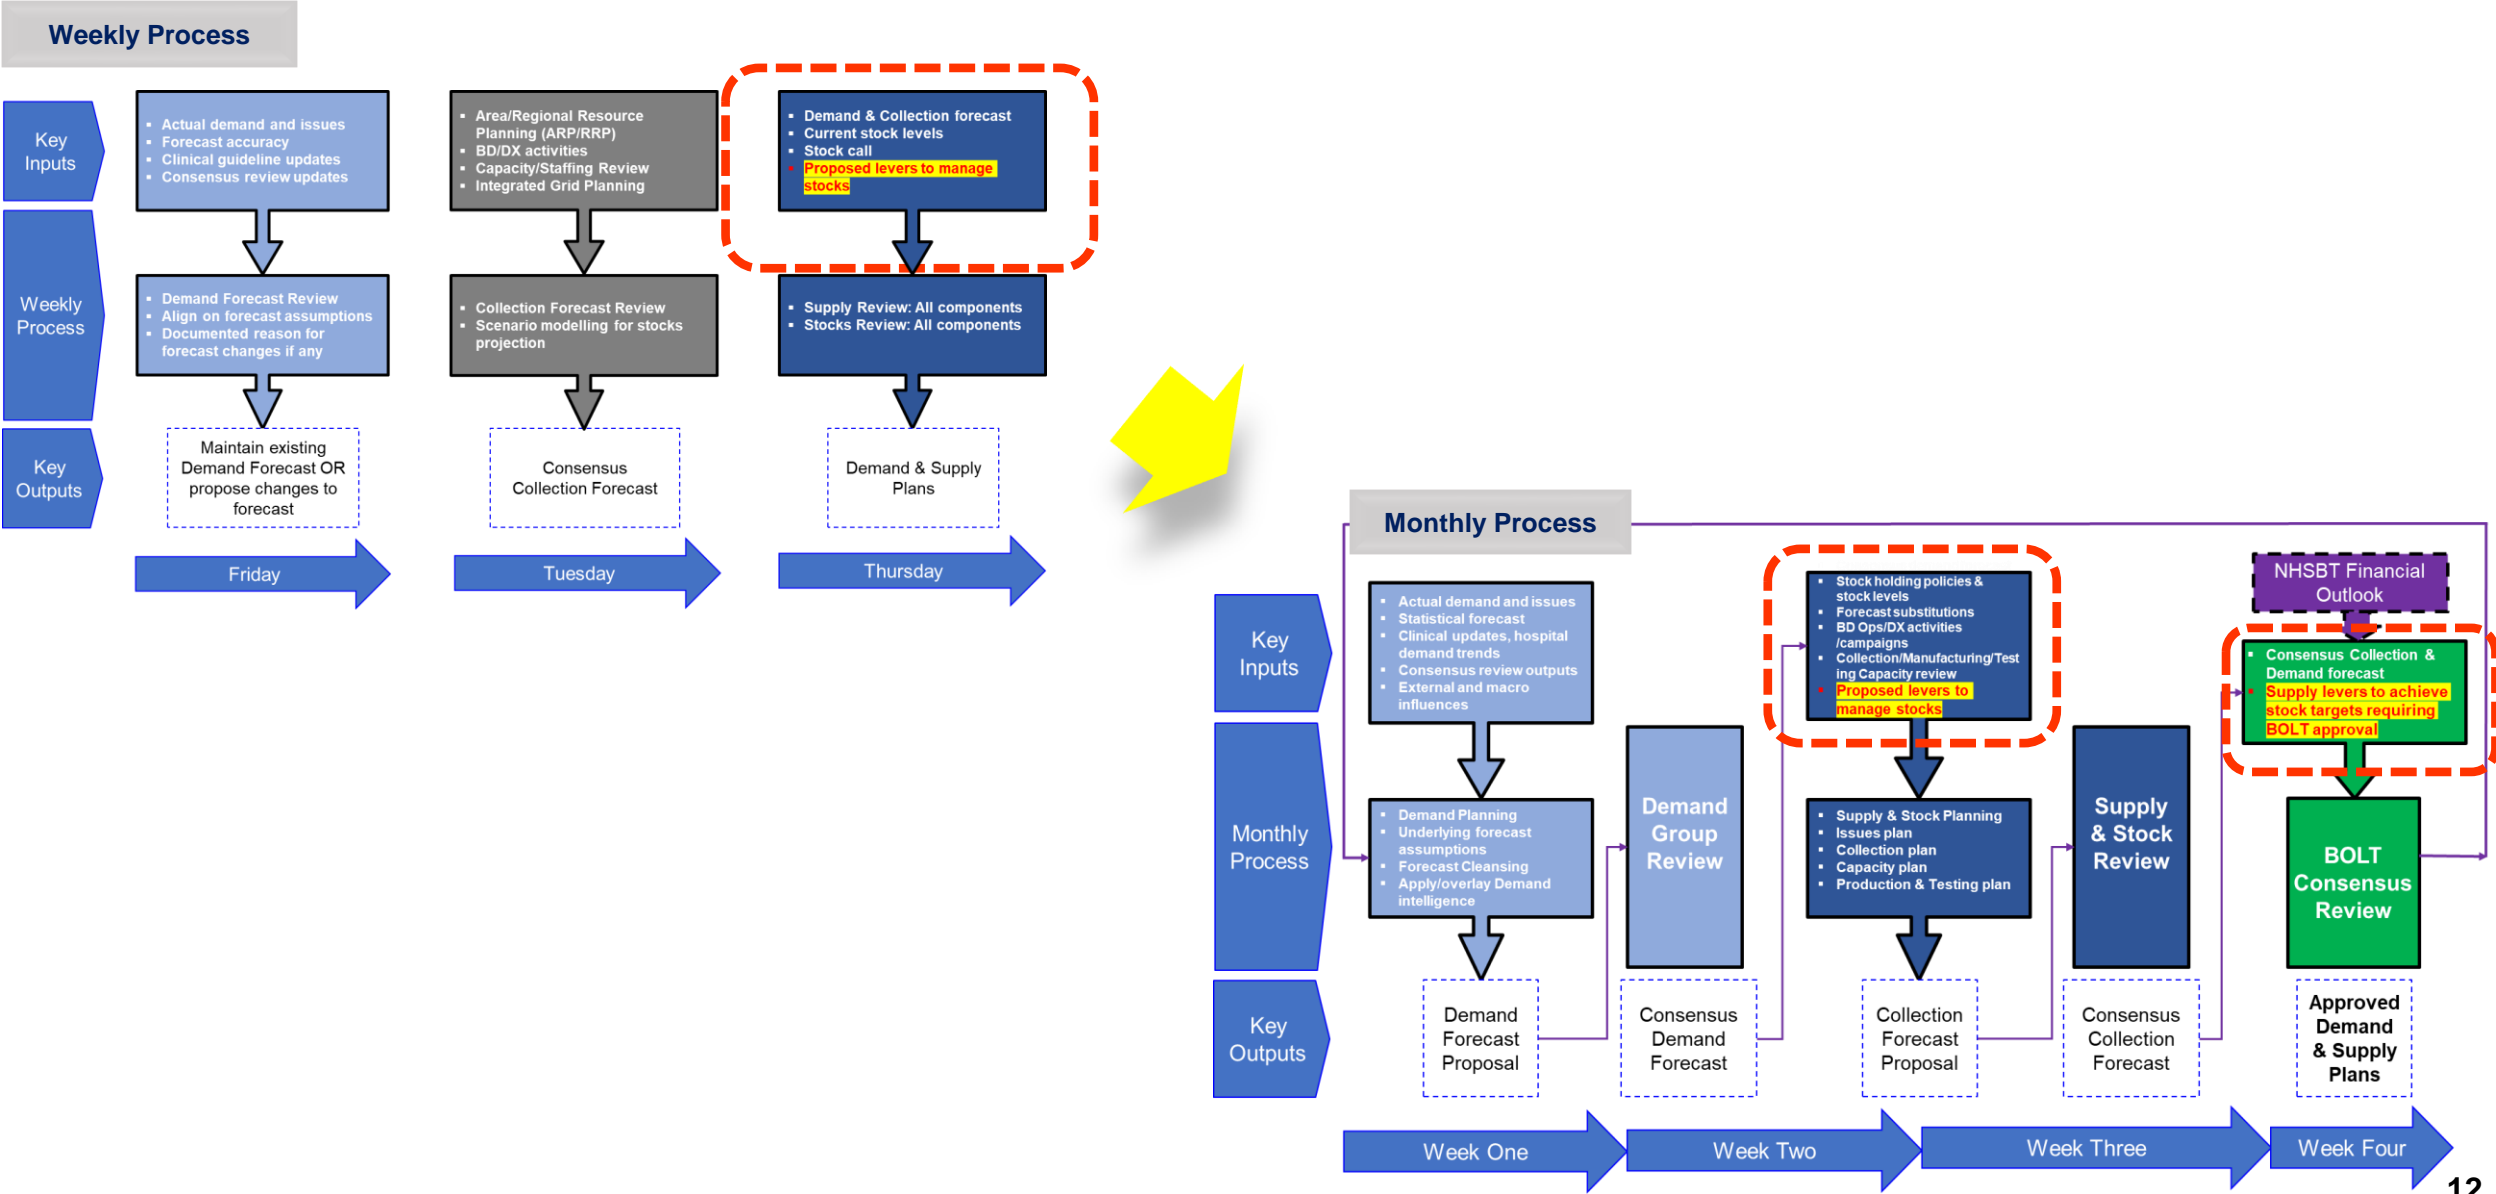 Weekly Process
Key
Inputs
▪ Actual demand and issues
▪ Forecast accuracy
▪ Clinical guideline updates
▪ Consensus review updates
▪ Area/Regional Resource
Planning (ARP/RRP)
▪ BD/DX activities
▪ Capacity/Staffing Review
▪ Integrated Grid Planning
▪ Demand & Collection forecast
▪ Current stock levels
▪ Stock call
▪ Proposed levers to manage
stocks
Weekly
Process
▪ Demand Forecast Review
▪ Align on forecast assumptions
▪ Documented reason for
forecast changes if any
▪ Collection Forecast Review
▪ Scenario modelling for stocks
projection
▪ Supply Review: All components
▪ Stocks Review: All components
Key
Outputs
Maintain existing
Demand Forecast OR
propose changes to
forecast
Consensus
Collection Forecast
Demand & Supply
Plans
Friday
Tuesday
Thursday
Monthly Process
Key
Inputs
▪ Actual demand and issues
▪ Statistical forecast
▪ Clinical updates, hospital
demand trends
▪ Consensus review outputs
▪ External and macro
influences
▪ Stock holding policies &
stock levels
▪ Forecast substitutions
▪ BD Ops/DX activities
/campaigns
▪ Collection/Manufacturing/Test
ing Capacity review
▪ Proposed levers to
manage stocks
NHSBT Financial
Outlook
▪ Consensus Collection &
Demand forecast
▪ Supply levers to achieve
stock targets requiring
BOLT approval
Monthly
Process
▪ Demand Planning
▪ Underlying forecast
assumptions
▪ Forecast Cleansing
▪ Apply/overlay Demand
intelligence
Demand
Group
Review
▪ Supply & Stock Planning
▪ Issues plan
▪ Collection plan
▪ Capacity plan
▪ Production & Testing plan
Supply
& Stock
Review
BOLT
Consensus
Review
Key
Outputs
Demand
Forecast
Proposal
Consensus
Demand
Forecast
Collection
Forecast
Proposal
Consensus
Collection
Forecast
Approved
Demand
& Supply
Plans
Week One
Week Two
Week Three
Week Four
12